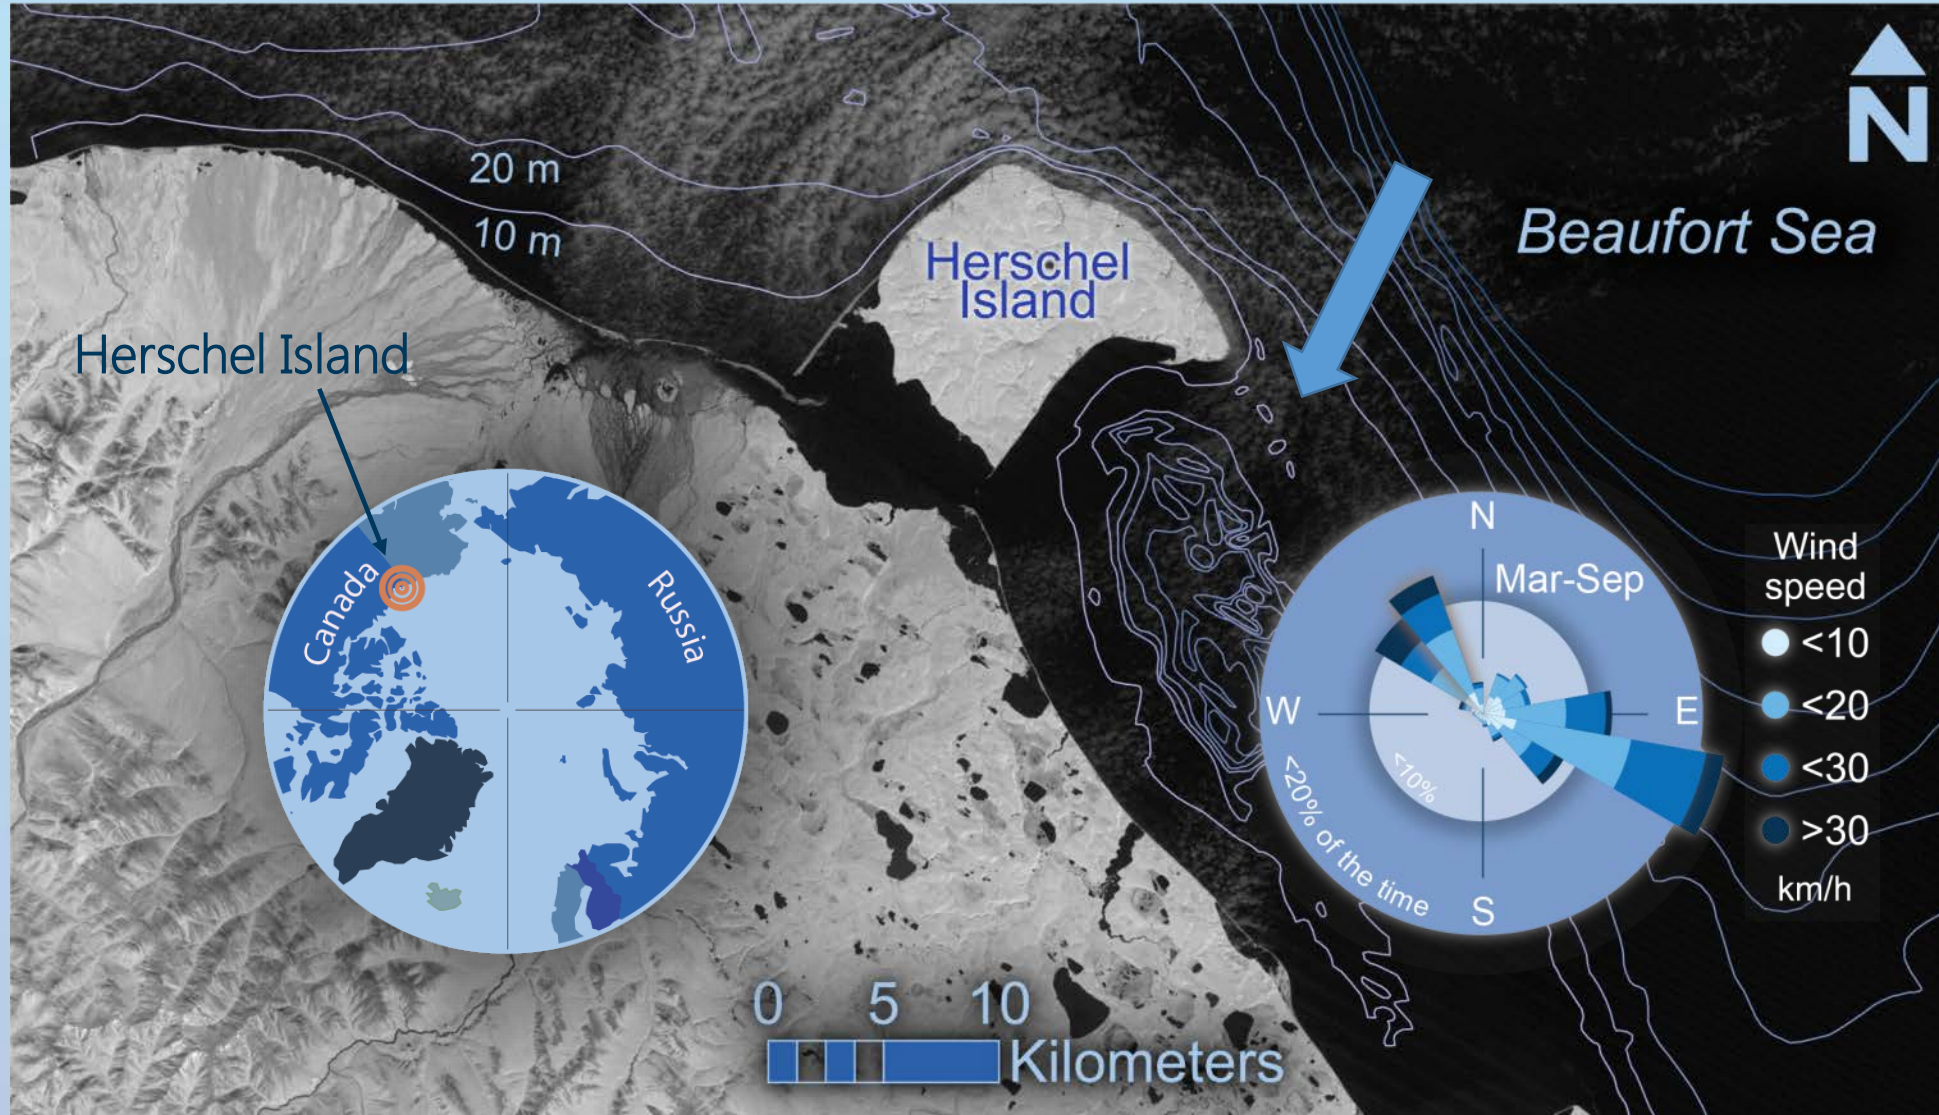 N
20 m
10 m
Beaufort Sea
Herschel
Island
Herschel Island
Canada
Russia
N
Mar-Sep
W
E
S
<10%
<20% of the time
Wind
speed
<10
<20
<30
>30
km/h
0 5 10
Kilometers